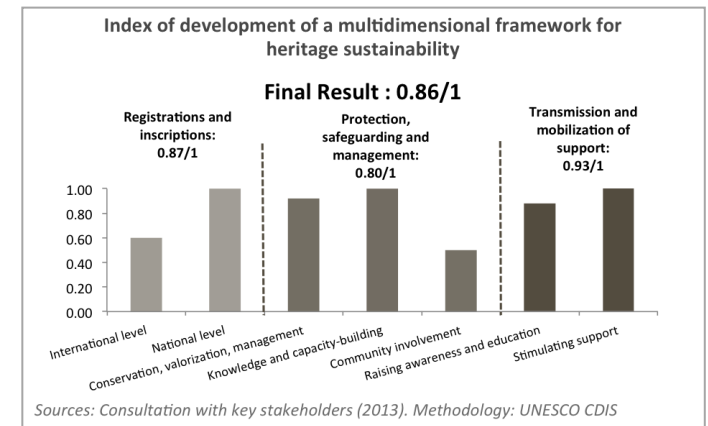 Index of development of a multidimensional framework for
heritage sustainability
Final Result : 0.86/1
Registrations and
inscriptions:
0.87/1
Protection,
safeguarding and
management:
0.80/1
Transmission and
mobilization of
support:
0.93/1
1.00
0.80
0.60
0.40
0.20
0.00
International level
National level
Conservation, valorization, management
Knowledge and capacity-building
Community involvement
Raising awareness and education
Stimulating support
Sources: Consultation with key stakeholders (2013). Methodology: UNESCO CDIS